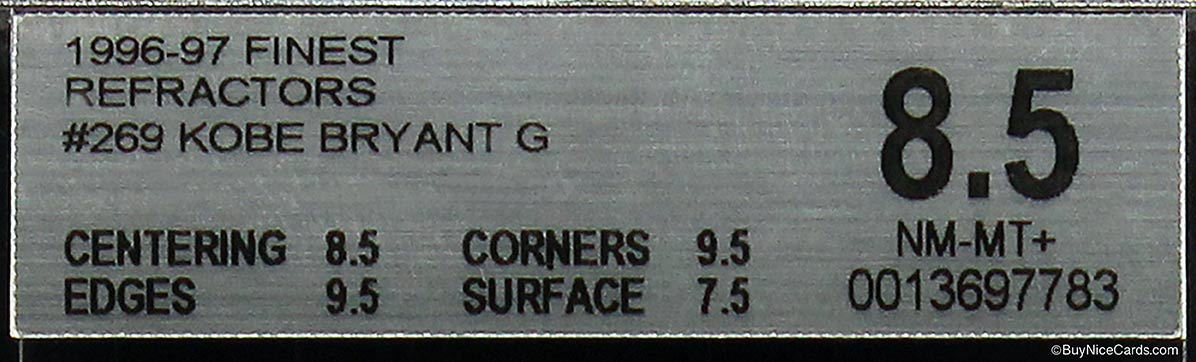 1996-97 FINEST
REFRACTORS
#269 KOBE BRYANT G
8.5
CENTERING 8.5 CORNERS 9.5
EDGES 9.5 SURFACE 7.5
NM-MT+
0013697783
©BuyNiceCards.com